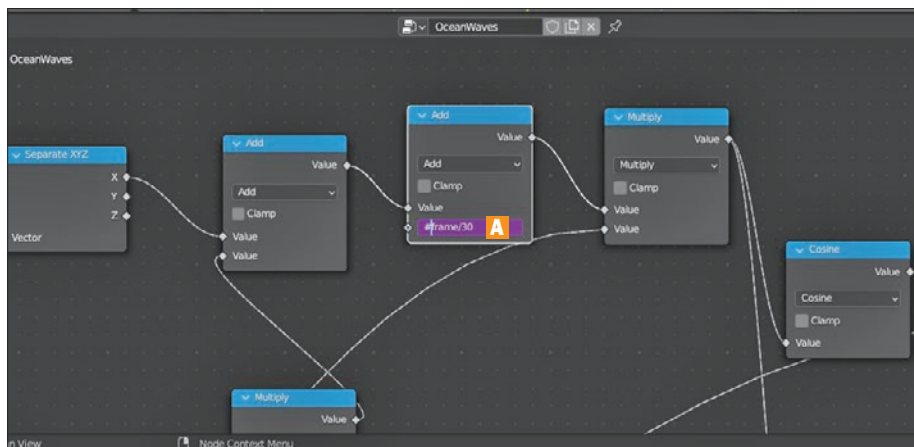 OceanWaves
OceanWaves
Separate XYZ
X
Y
Z
Vector
Add
Value
Add
Clamp
Value
Value
Add
Value
Add
Clamp
Value
#frame/30
A
Multiply
Value
Multiply
Clamp
Value
Value
Cosine
Value
Cosine
Clamp
Value
Multiply
Value
n View
Node Context Menu